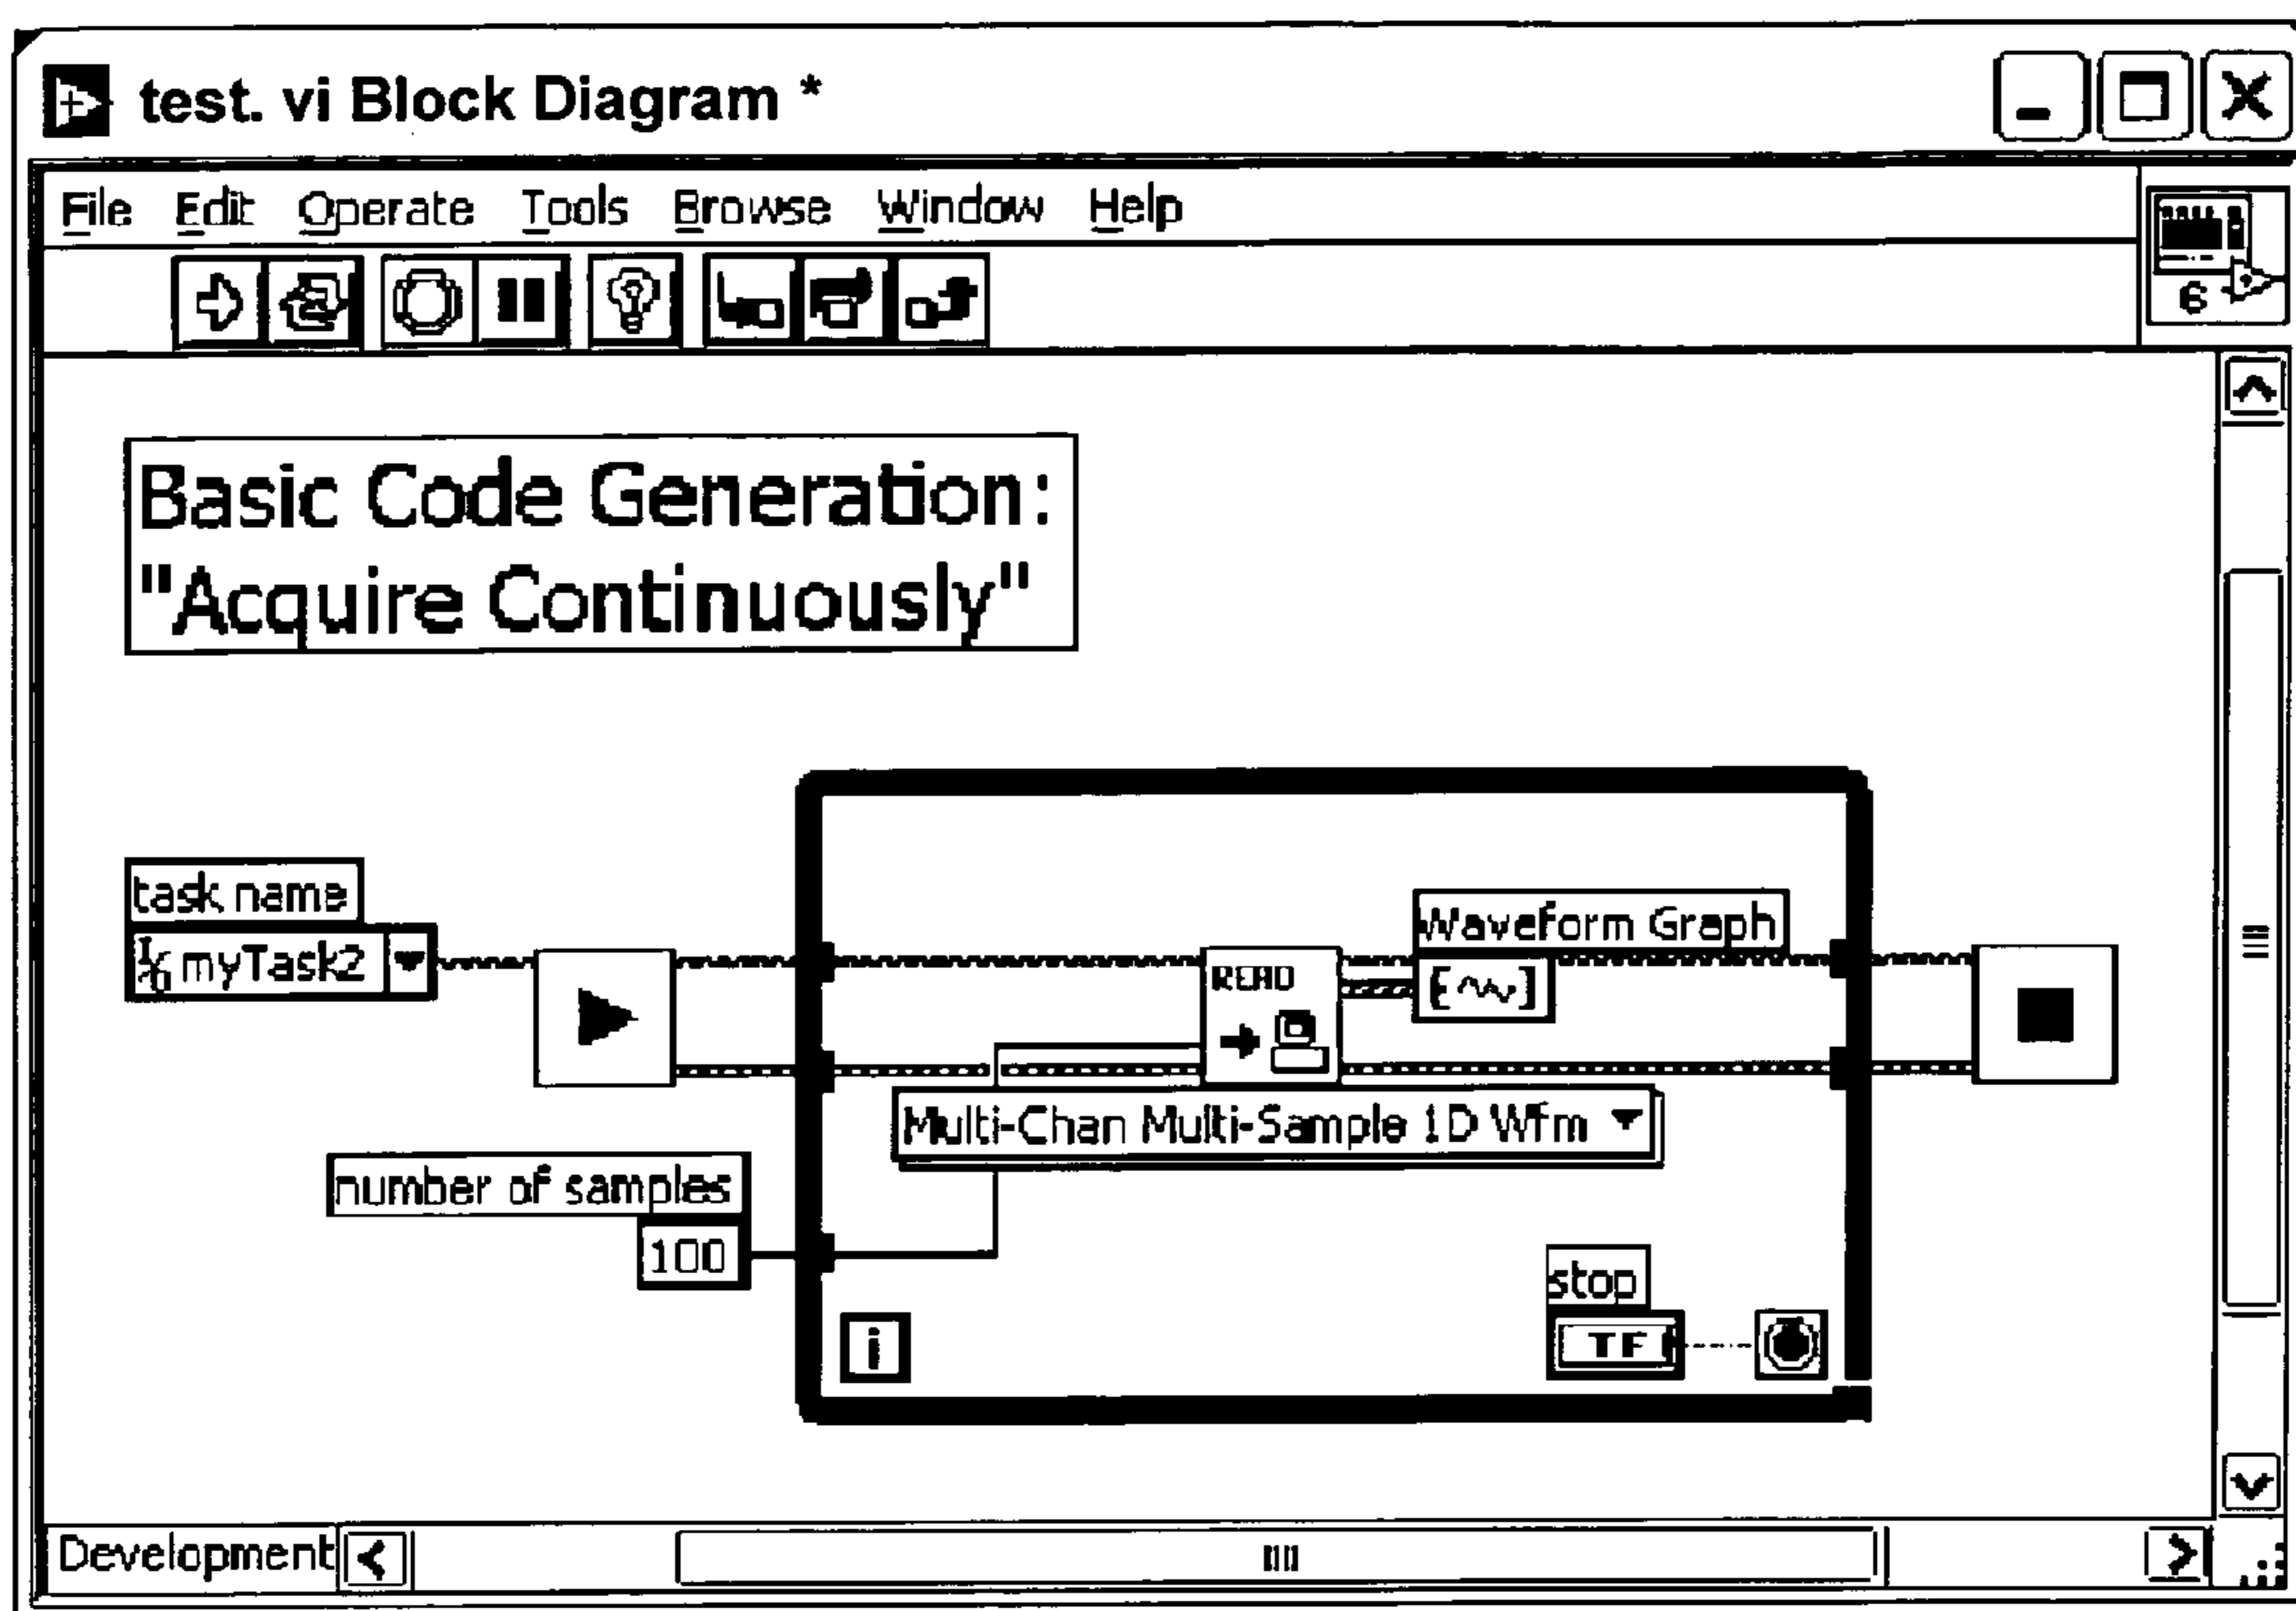 test. vi Block Diagram *
File Edit Operate Tools Browse Window Help
6
Basic Code Generation:
"Acquire Continuously"
task name
I/O myTask2
READ
Waveform Graph
Multi-Chan Multi-Sample 1D Wfm
number of samples
100
stop
i
TF
Development